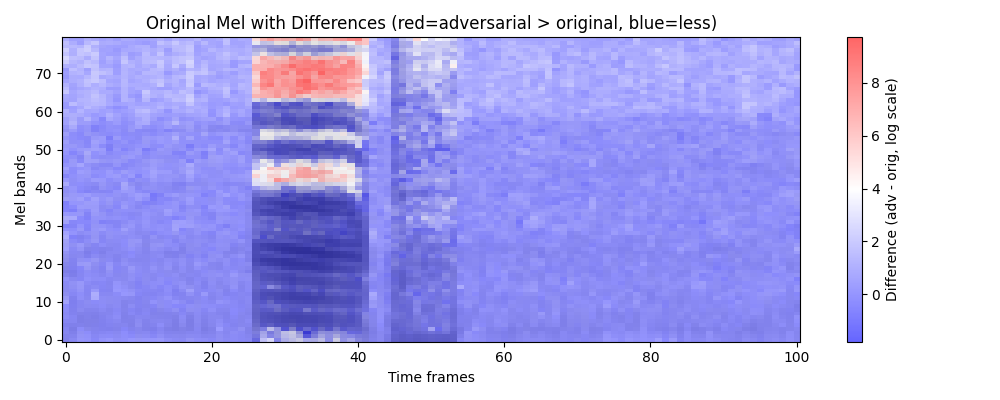 Original Mel with Differences (red=adversarial > original, blue=less)
Mel bands
70
60
50
40
30
20
10
0
0 20 40 60 80 100
Time frames
8
6
4
2
0
Difference (adv - orig, log scale)